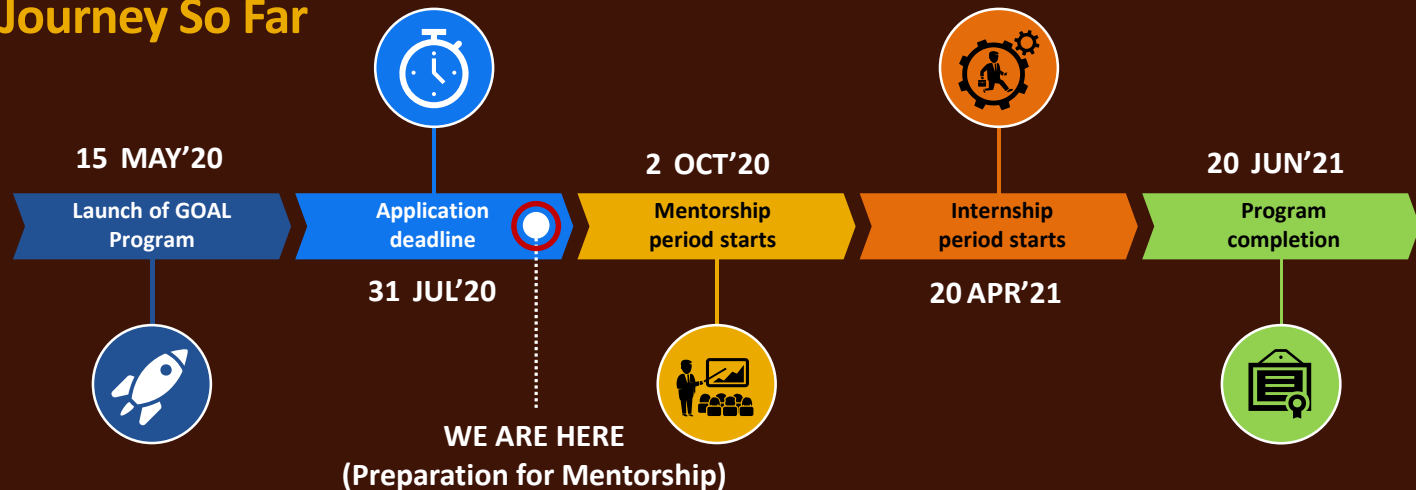 Journey So Far
15 MAY'20
Launch of GOAL
Program
Application
deadline
31 JUL'20
2 OCT'20
Mentorship
period starts
Internship
period starts
20 APR'21
20 JUN'21
Program
completion
WE ARE HERE
(Preparation for Mentorship)